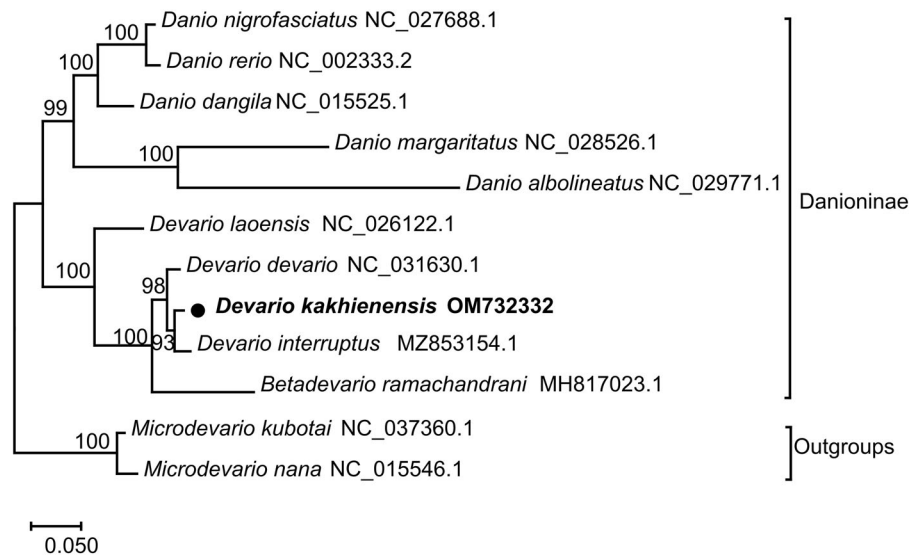 Danio nigrofasciatus NC_027688.1
100
Danio rerio NC_002333.2
100
Danio dangila NC_015525.1
99
Danio margaritatus NC_028526.1
100
Danio albolineatus NC_029771.1
Danioninae
Devario laoensis NC_026122.1
100
Devario devario NC_031630.1
98
Devario kakhienensis OM732332
100
93
Devario interruptus MZ853154.1
Betadevario ramachandrani MH817023.1
Microdevario kubotai NC_037360.1
100
Outgroups
Microdevario nana NC_015546.1
0.050